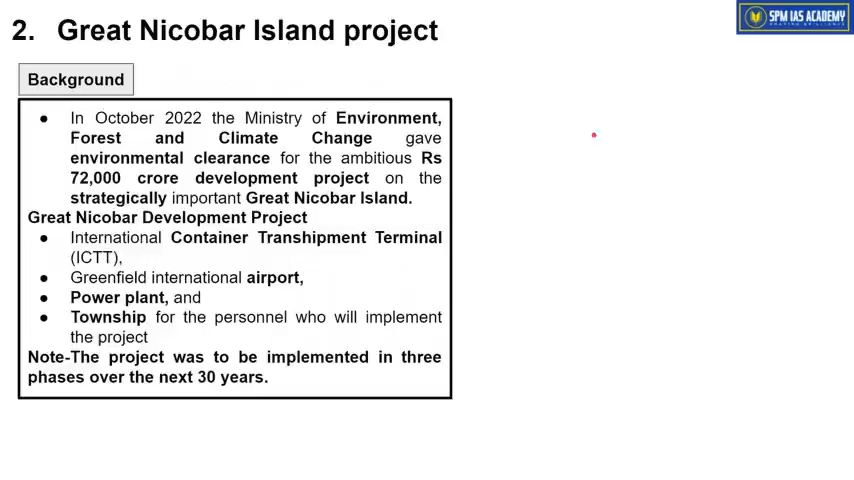 2. Great Nicobar Island project
SPM IAS ACADEMY
SHAPING BRILLIANCE
Background
● In October 2022 the Ministry of Environment,
Forest and Climate Change gave
environmental clearance for the ambitious Rs
72,000 crore development project on the
strategically important Great Nicobar Island.
Great Nicobar Development Project
● International Container Transhipment Terminal
(ICTT),
● Greenfield international airport,
● Power plant, and
● Township for the personnel who will implement
the project
Note-The project was to be implemented in three
phases over the next 30 years.